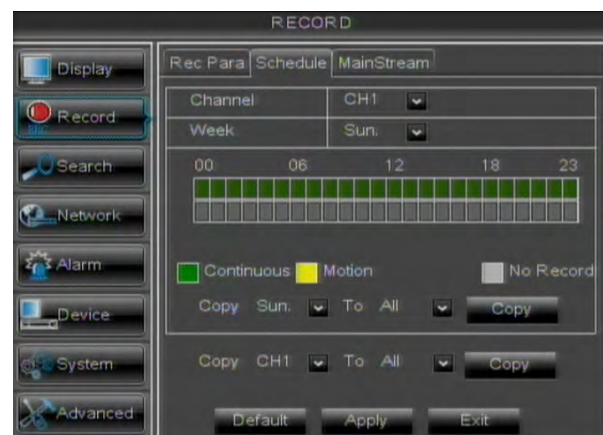 RECORD
Display
Record
REC
Search
Network
Alarm
Device
System
Advanced
Rec Para Schedule MainStream
Channel CH1
Week Sun.
00 06 12 18 23
Continuous Motion No Record
Copy Sun. To All Copy
Copy CH1 To All Copy
Default Apply Exit